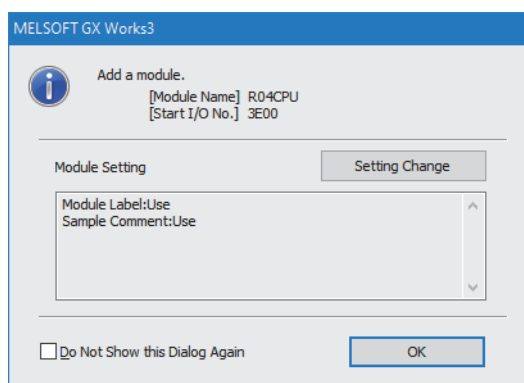 MELSOFT GX Works3
Add a module.
[Module Name] R04CPU
[Start I/O No.] 3E00
Module Setting
Setting Change
Module Label:Use
Sample Comment:Use
Do Not Show this Dialog Again
OK